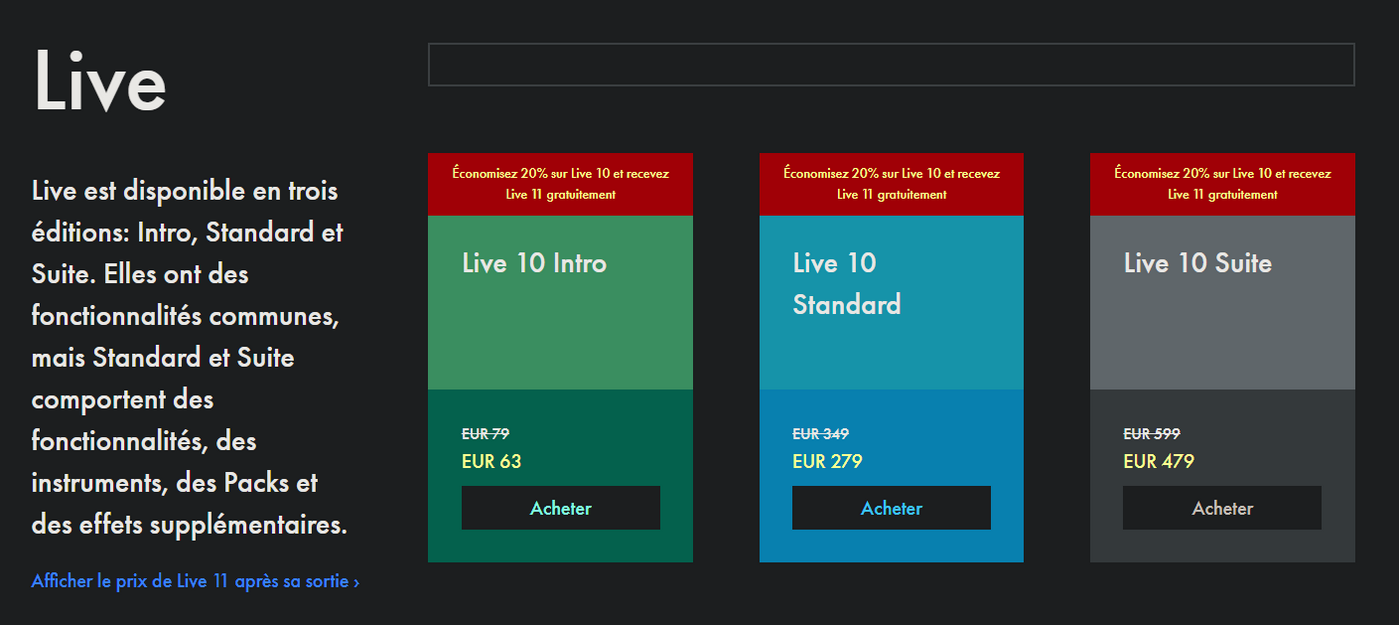 Live
Live est disponible en trois
éditions: Intro, Standard et
Suite. Elles ont des
fonctionnalités communes,
mais Standard et Suite
comportent des
fonctionnalités, des
instruments, des Packs et
des effets supplémentaires.
Afficher le prix de Live 11 après sa sortie ›
Économisez 20% sur Live 10 et recevez
Live 11 gratuitement
Live 10 Intro
EUR 79
EUR 63
Acheter
Économisez 20% sur Live 10 et recevez
Live 11 gratuitement
Live 10
Standard
EUR 349
EUR 279
Acheter
Économisez 20% sur Live 10 et recevez
Live 11 gratuitement
Live 10 Suite
EUR 599
EUR 479
Acheter